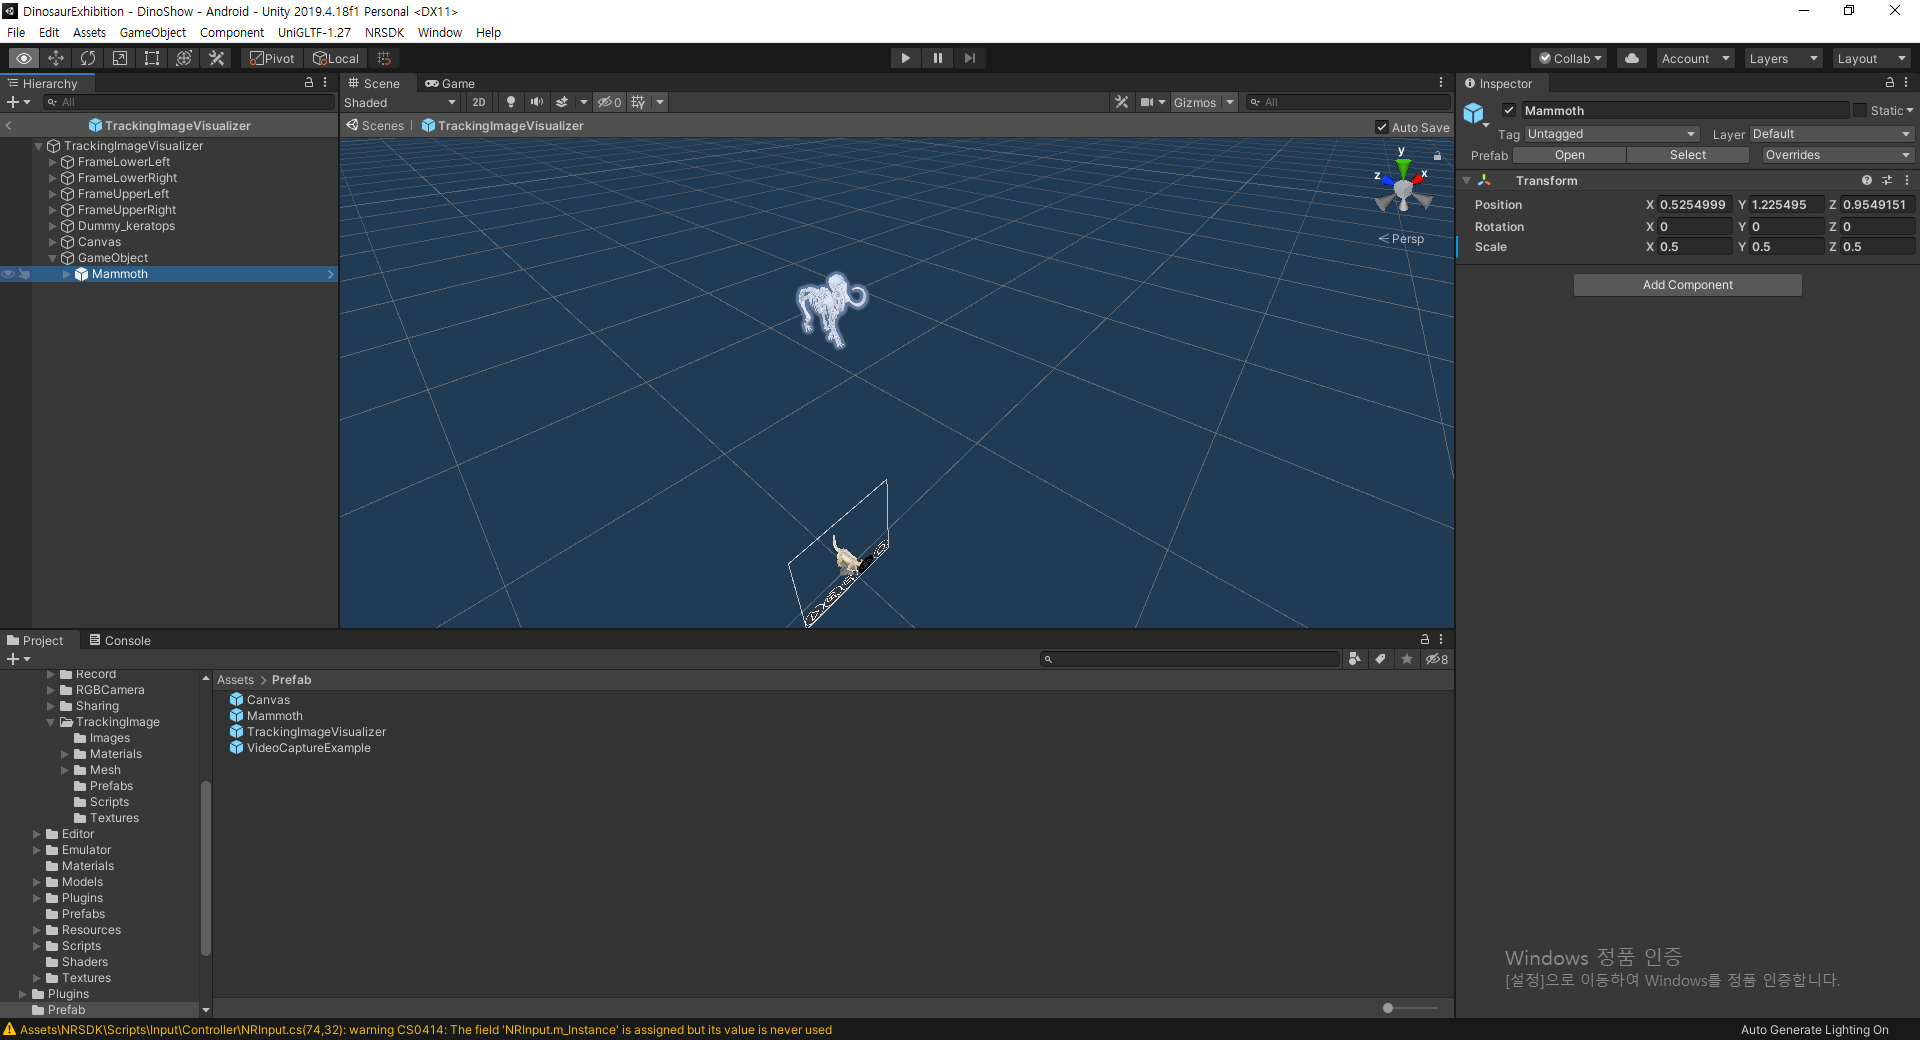 DinosaurExhibition - DinoShow - Android - Unity 2019.4.18f1 Personal <DX11>
File Edit Assets GameObject Component UniGLTF-1.27 NRSDK Window Help
Pivot Local Collab Account Layers Layout
Hierarchy
All
TrackingImageVisualizer
TrackingImageVisualizer
FrameLowerLeft
FrameLowerRight
FrameUpperLeft
FrameUpperRight
Dummy_keratops
Canvas
GameObject
Mammoth
Scene Game
Shaded 2D 0 Gizmos All
Scenes TrackingImageVisualizer Auto Save
y
z x
Persp
Inspector
Mammoth Static
Tag Untagged Layer Default
Prefab Open Select Overrides
Transform
Position X 0.5254999 Y 1.225495 Z 0.9549151
Rotation X 0 Y 0 Z 0
Scale X 0.5 Y 0.5 Z 0.5
Add Component
Project Console
8
Record
RGBCamera
Sharing
TrackingImage
Images
Materials
Mesh
Prefabs
Scripts
Textures
Editor
Emulator
Materials
Models
Plugins
Prefabs
Resources
Scripts
Shaders
Textures
Plugins
Prefab
Assets > Prefab
Canvas
Mammoth
TrackingImageVisualizer
VideoCaptureExample
Windows 정품 인증
[설정]으로 이동하여 Windows를 정품 인증합니다.
Assets\NRSDK\Scripts\Input\Controller\NRInput.cs(74,32): warning CS0414: The field 'NRInput.m_Instance' is assigned but its value is never used
Auto Generate Lighting On